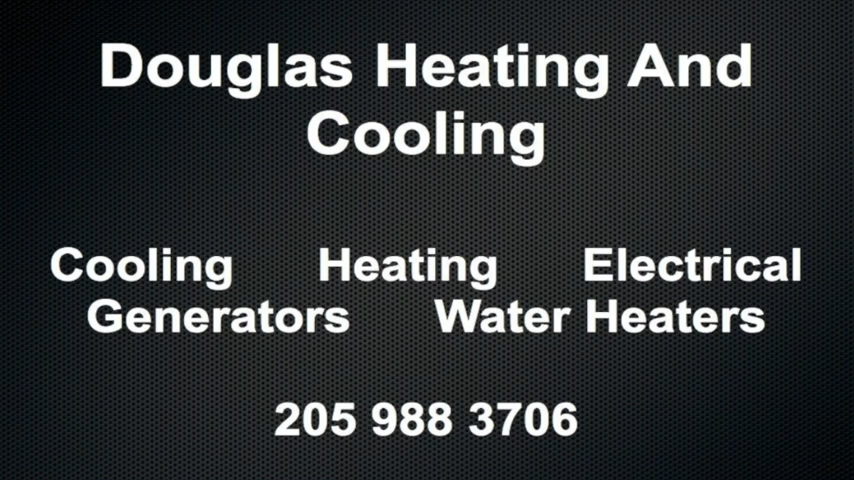 Douglas Heating And
Cooling
Cooling Heating Electrical
Generators Water Heaters
205 988 3706